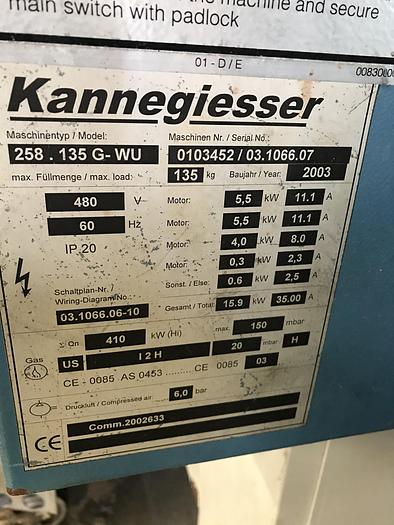 the machine and secure
main switch with padlock
01 - D / E
Kannegiesser
Maschinentyp / Model: Maschinen Nr. / Serial No.:
258 . 135 G- WU 0103452 / 03.1066.07
max. Füllmenge / max. load: 135 kg Baujahr / Year: 2003
480 V Motor: 5,5 kW 11.1 A
60 Hz Motor: 5,5 kW 11.1 A
IP 20 Motor: 4,0 kW 8.0 A
Motor: 0,3 kW 2,3 A
Schaltplan-Nr./ Sonst. / Else: 0.6 kW 2,5 A
Wiring-Diagram No.: Gesamt / Total: 15.9 kW 35.00 A
03.1066.06-10
Σ Qn 410 kW (Hi) max. 150 mbar
Gas US I 2 H 20 mbar H
CE - 0085 AS 0453 .......... CE 0085 03
Druckluft / Compressed air 6,0 bar
Comm.2002633
CE